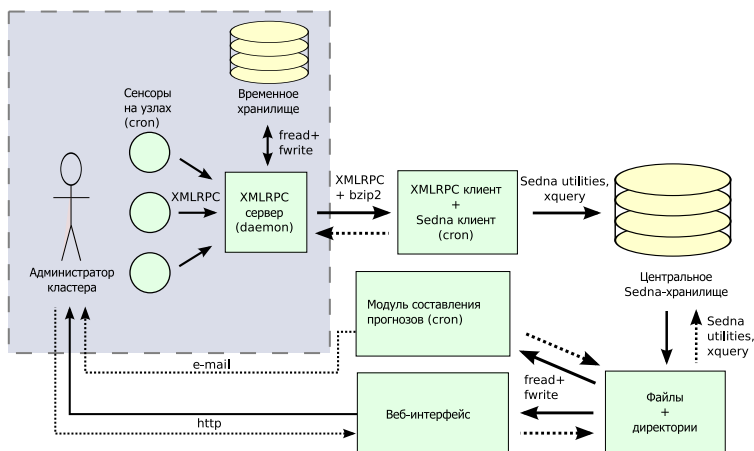 Сенсоры
на узлах
(cron)
Временное
хранилище
fread+
fwrite
XMLRPC
XMLRPC
сервер
(daemon)
XMLRPC
+ bzip2
XMLRPC клиент
+
Sedna клиент
(cron)
Sedna utilities,
xquery
Администратор
кластера
Центральное
Sedna-хранилище
Модуль составления
прогнозов (cron)
Sedna
utilities,
xquery
e-mail
fread+
fwrite
Файлы
+
директории
Веб-интерфейс
http